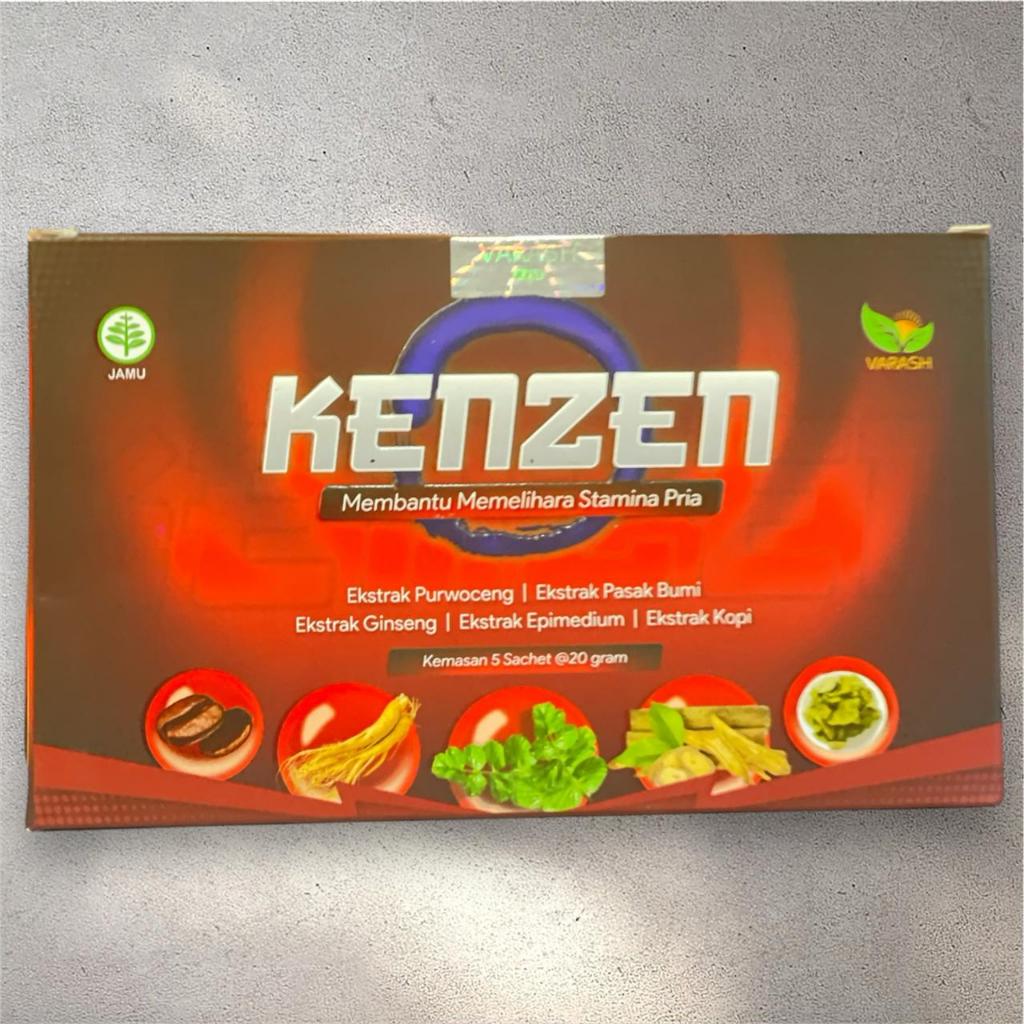 VARASH
JAMU
VARASH
KENZEN
Membantu Memelihara Stamina Pria
Ekstrak Purwoceng | Ekstrak Pasak Bumi
Ekstrak Ginseng | Ekstrak Epimedium | Ekstrak Kopi
Kemasan 5 Sachet @20 gram